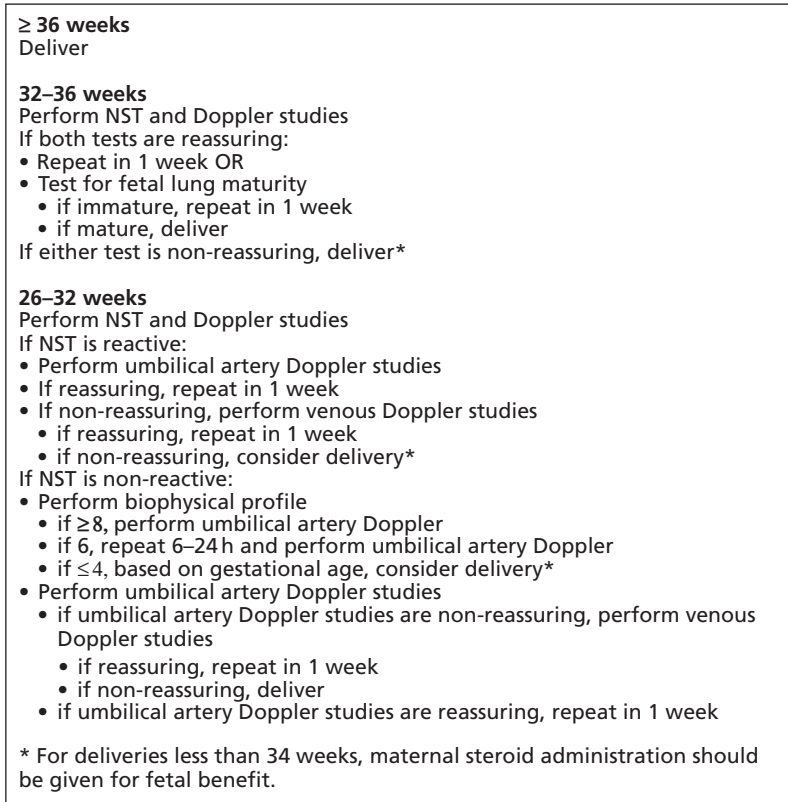 ≥ 36 weeks
Deliver
32–36 weeks
Perform NST and Doppler studies
If both tests are reassuring:
• Repeat in 1 week OR
• Test for fetal lung maturity
• if immature, repeat in 1 week
• if mature, deliver
If either test is non-reassuring, deliver*
26–32 weeks
Perform NST and Doppler studies
If NST is reactive:
• Perform umbilical artery Doppler studies
• If reassuring, repeat in 1 week
• If non-reassuring, perform venous Doppler studies
• if reassuring, repeat in 1 week
• if non-reassuring, consider delivery*
If NST is non-reactive:
• Perform biophysical profile
• if ≥8, perform umbilical artery Doppler
• if 6, repeat 6–24 h and perform umbilical artery Doppler
• if ≤4, based on gestational age, consider delivery*
• Perform umbilical artery Doppler studies
• if umbilical artery Doppler studies are non-reassuring, perform venous
Doppler studies
• if reassuring, repeat in 1 week
• if non-reassuring, deliver
• if umbilical artery Doppler studies are reassuring, repeat in 1 week
* For deliveries less than 34 weeks, maternal steroid administration should
be given for fetal benefit.